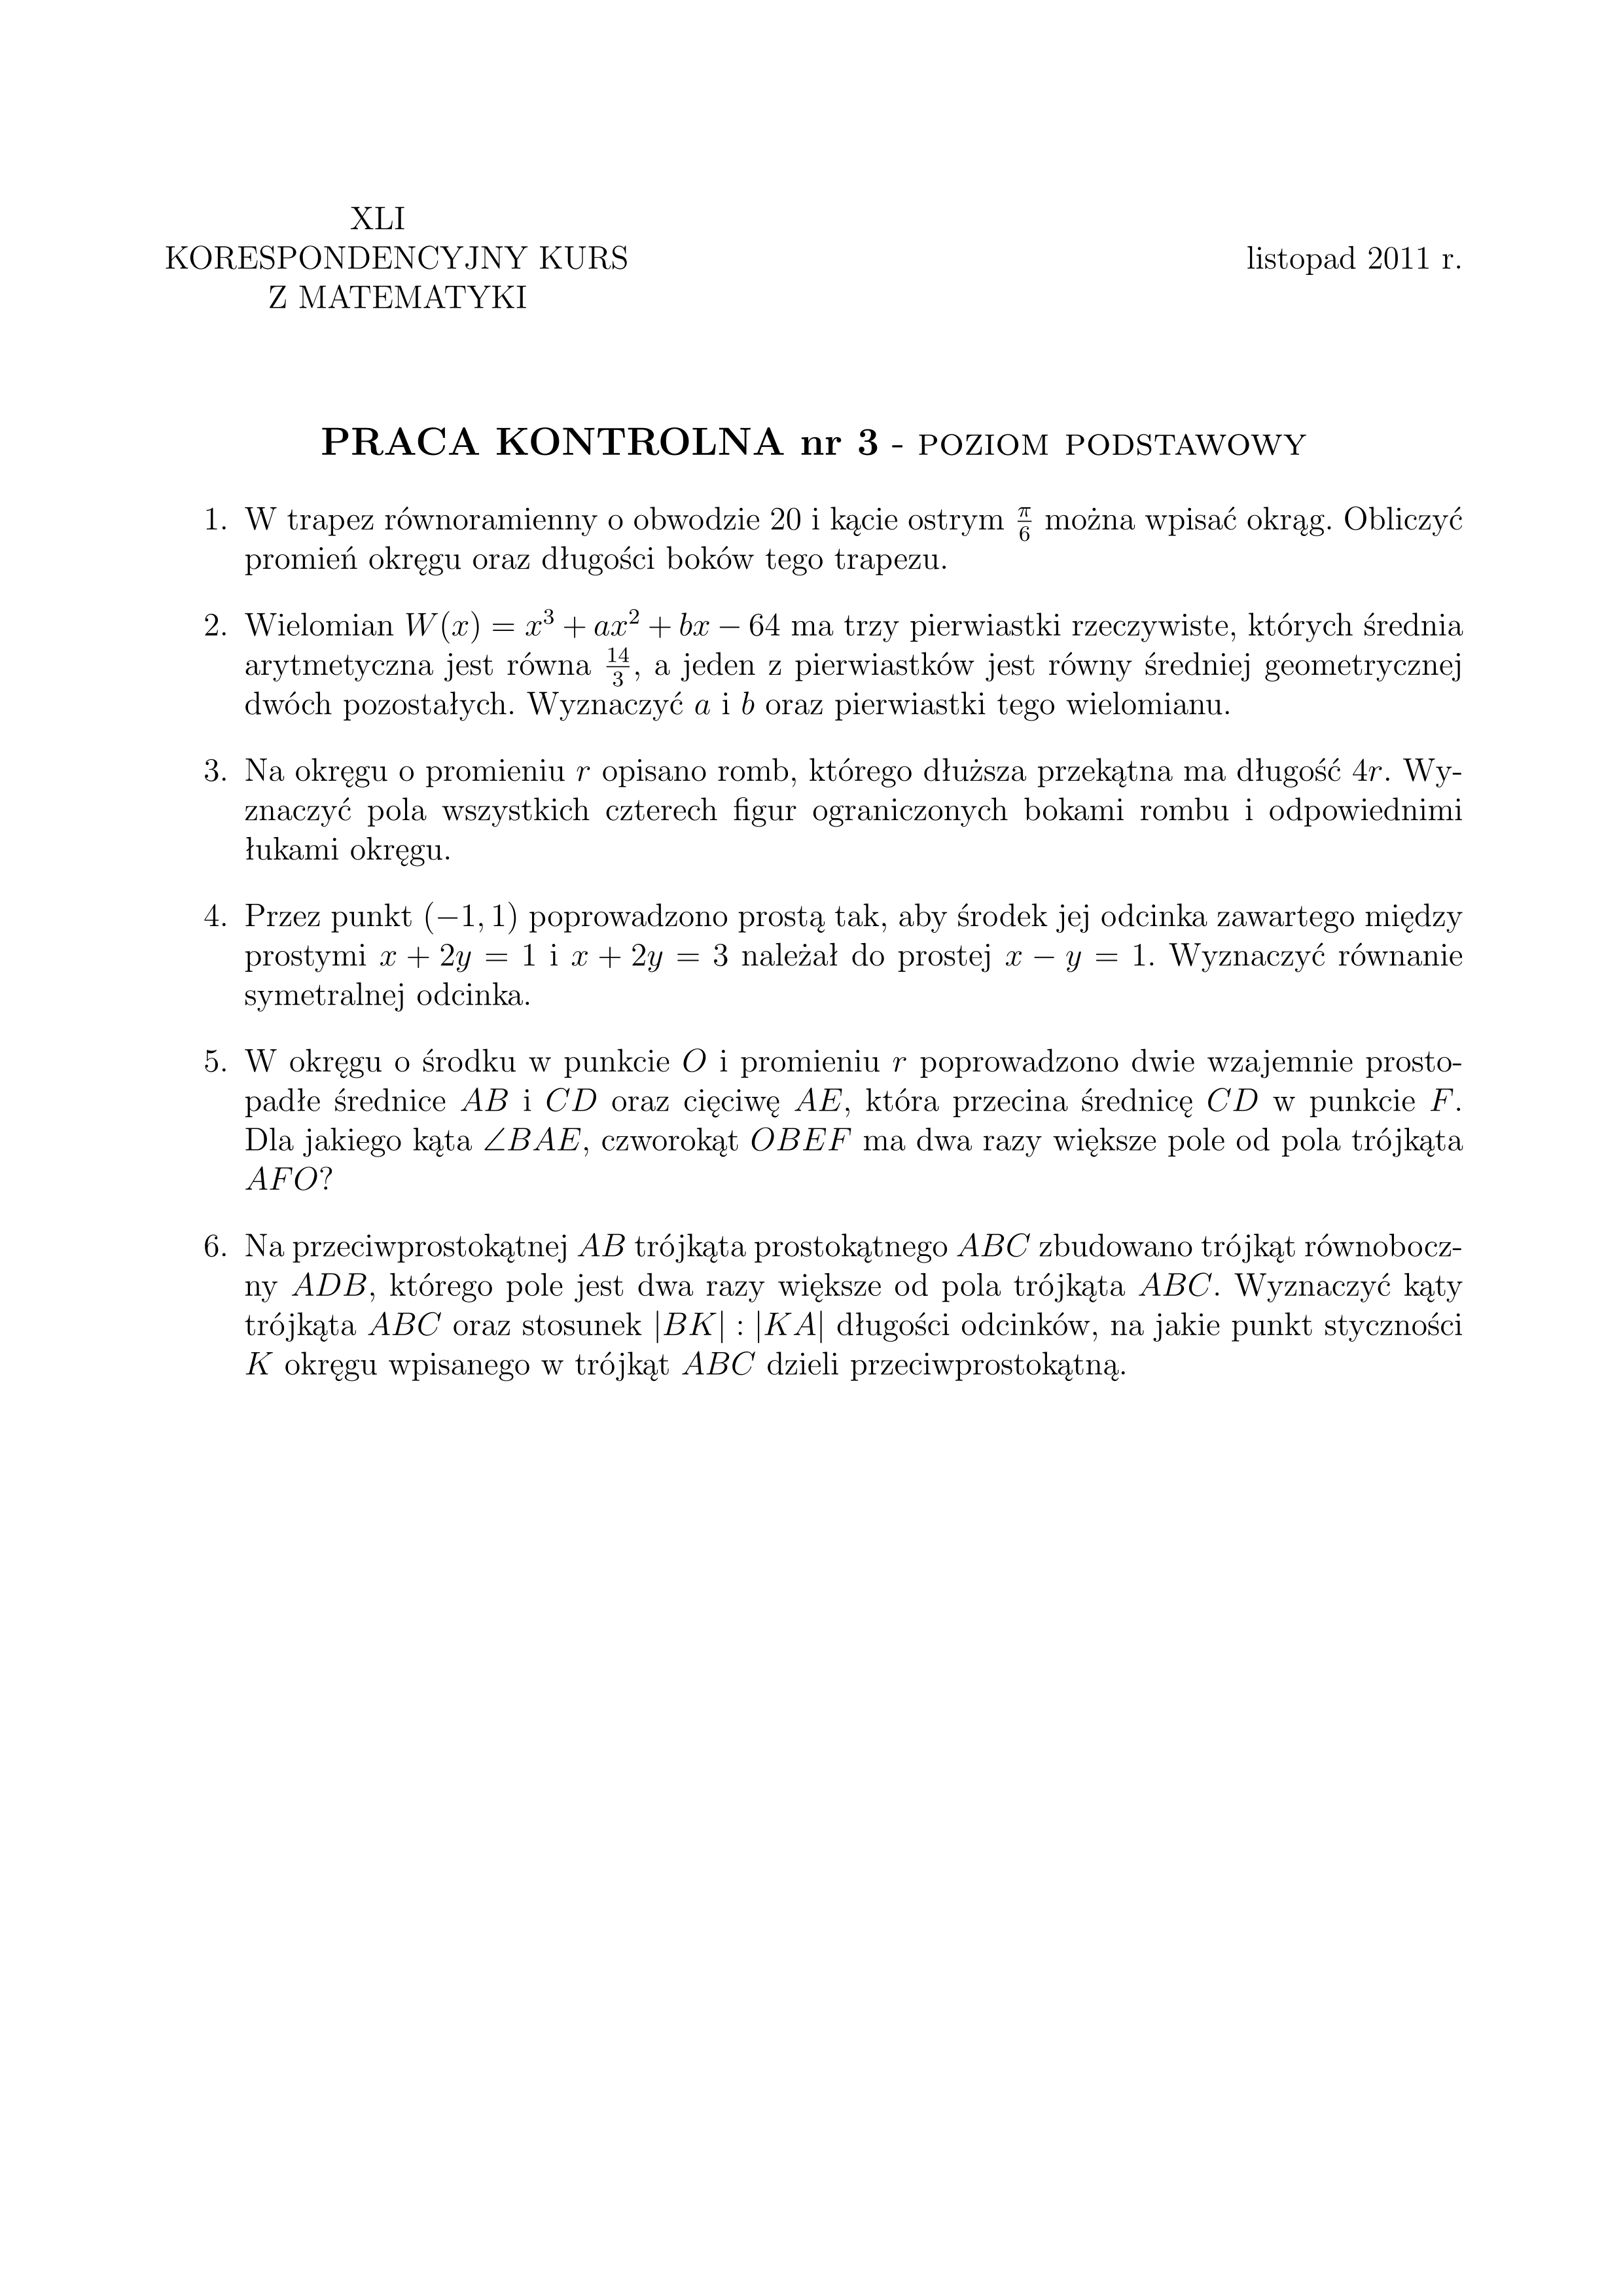 XLI
KORESPONDENCYJNY KURS
listopad 2011 r.
Z MATEMATYKI
PRACA KONTROLNA nr 3 - POZIOM PODSTAWOWY
1. W trapez równoramienny o obwodzie 20 i kącie ostrym $\frac{\pi}{6}$ można wpisać okrąg. Obliczyć
promień okręgu oraz długości boków tego trapezu.
2. Wielomian $W(x) = x^3 + ax^2 + bx - 64$ ma trzy pierwiastki rzeczywiste, których średnia
arytmetyczna jest równa $\frac{14}{3}$, a jeden z pierwiastków jest równy średniej geometrycznej
dwóch pozostałych. Wyznaczyć $a$ i $b$ oraz pierwiastki tego wielomianu.
3. Na okręgu o promieniu $r$ opisano romb, którego dłuższa przekątna ma długość $4r$. Wy-
znaczyć pola wszystkich czterech figur ograniczonych bokami rombu i odpowiednimi
łukami okręgu.
4. Przez punkt $(-1, 1)$ poprowadzono prostą tak, aby środek jej odcinka zawartego między
prostymi $x + 2y = 1$ i $x + 2y = 3$ należał do prostej $x - y = 1$. Wyznaczyć równanie
symetralnej odcinka.
5. W okręgu o środku w punkcie $O$ i promieniu $r$ poprowadzono dwie wzajemnie prosto-
padłe średnice $AB$ i $CD$ oraz cięciwę $AE$, która przecina średnicę $CD$ w punkcie $F$.
Dla jakiego kąta $\angle BAE$, czworokąt $OBEF$ ma dwa razy większe pole od pola trójkąta
$AFO$?
6. Na przeciwprostokątnej $AB$ trójkąta prostokątnego $ABC$ zbudowano trójkąt równobocz-
ny $ADB$, którego pole jest dwa razy większe od pola trójkąta $ABC$. Wyznaczyć kąty
trójkąta $ABC$ oraz stosunek $|BK| : |KA|$ długości odcinków, na jakie punkt styczności
$K$ okręgu wpisanego w trójkąt $ABC$ dzieli przeciwprostokątną.